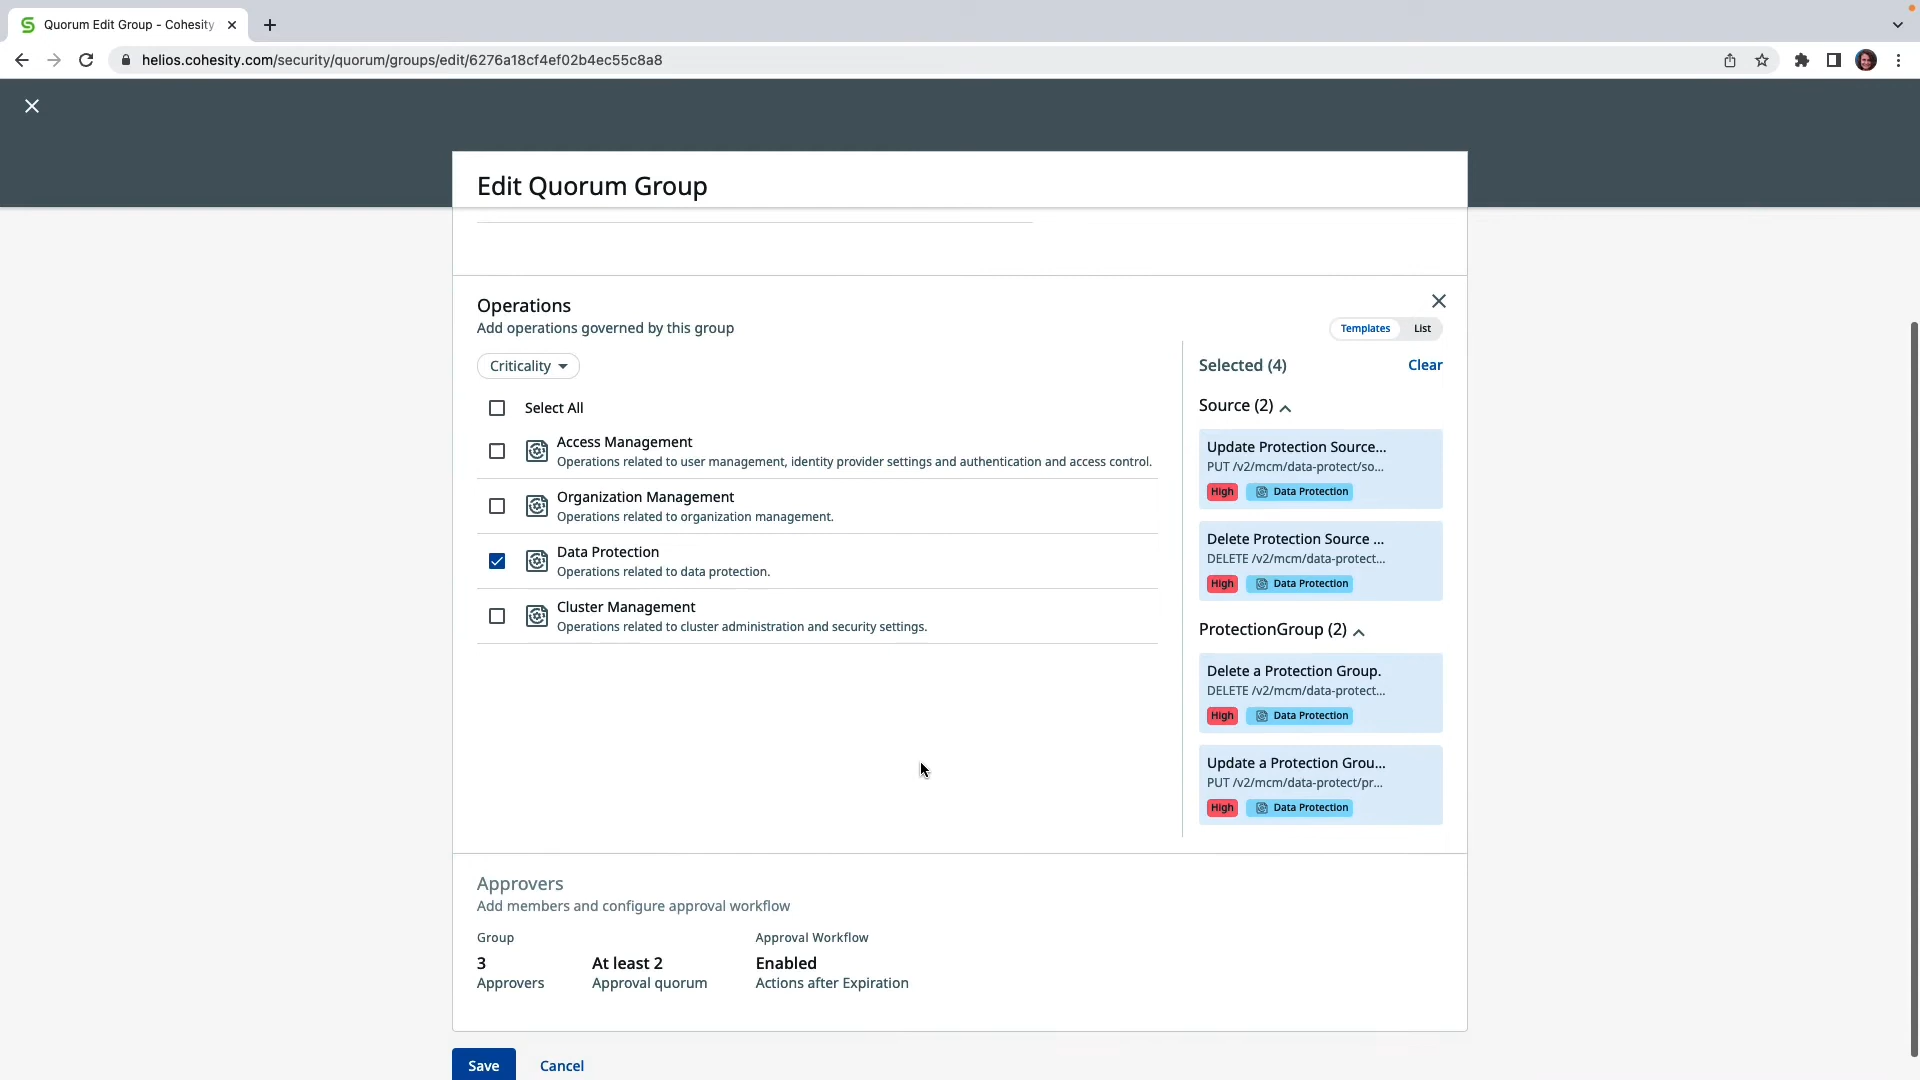 Quorum Edit Group - Cohesity
helios.cohesity.com/security/quorum/groups/edit/6276a18cf4ef02b4ec55c8a8
Edit Quorum Group
Operations
Add operations governed by this group
Templates
List
Criticality
Select All
Access Management
Operations related to user management, identity provider settings and authentication and access control.
Organization Management
Operations related to organization management.
Data Protection
Operations related to data protection.
Cluster Management
Operations related to cluster administration and security settings.
Selected (4)
Clear
Source (2)
Update Protection Source...
PUT /v2/mcm/data-protect/so...
High Data Protection
Delete Protection Source ...
DELETE /v2/mcm/data-protect...
High Data Protection
ProtectionGroup (2)
Delete a Protection Group.
DELETE /v2/mcm/data-protect...
High Data Protection
Update a Protection Grou...
PUT /v2/mcm/data-protect/pr...
High Data Protection
Approvers
Add members and configure approval workflow
Group
3
Approvers
At least 2
Approval quorum
Approval Workflow
Enabled
Actions after Expiration
Save
Cancel